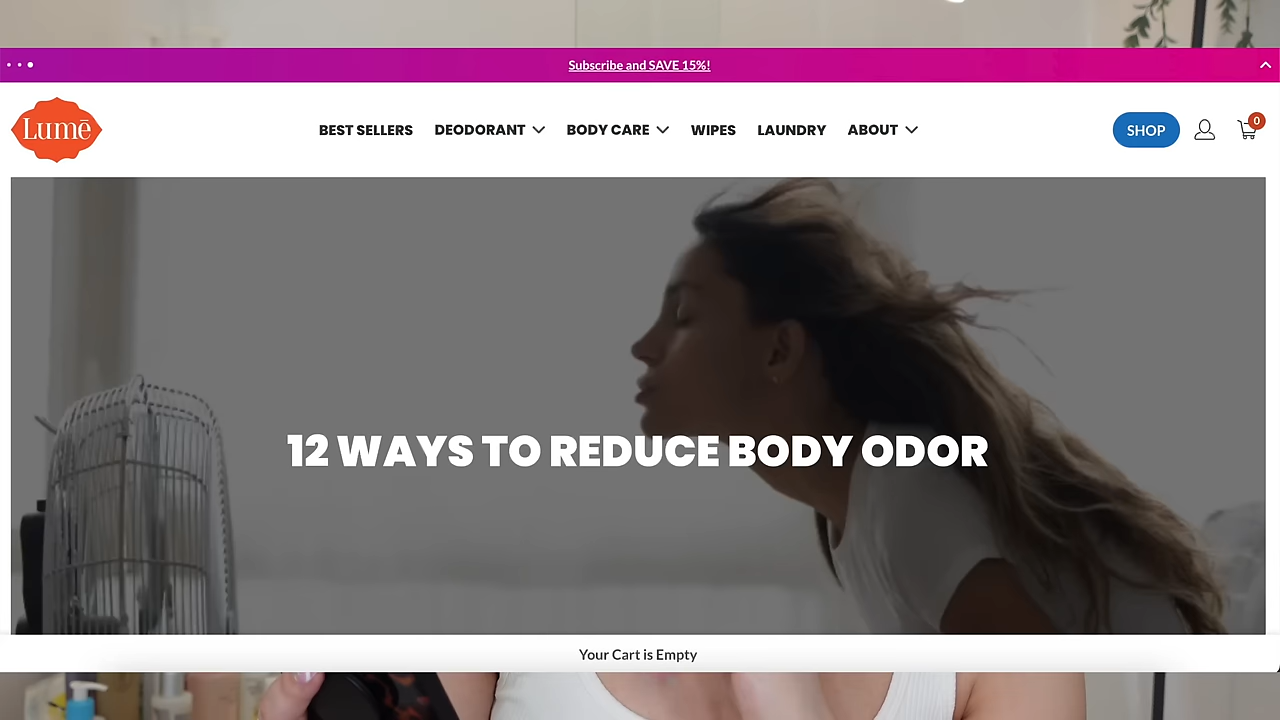 Subscribe and SAVE 15%!
Lumē
BEST SELLERS
DEODORANT
BODY CARE
WIPES
LAUNDRY
ABOUT
SHOP
0
12 WAYS TO REDUCE BODY ODOR
Your Cart is Empty